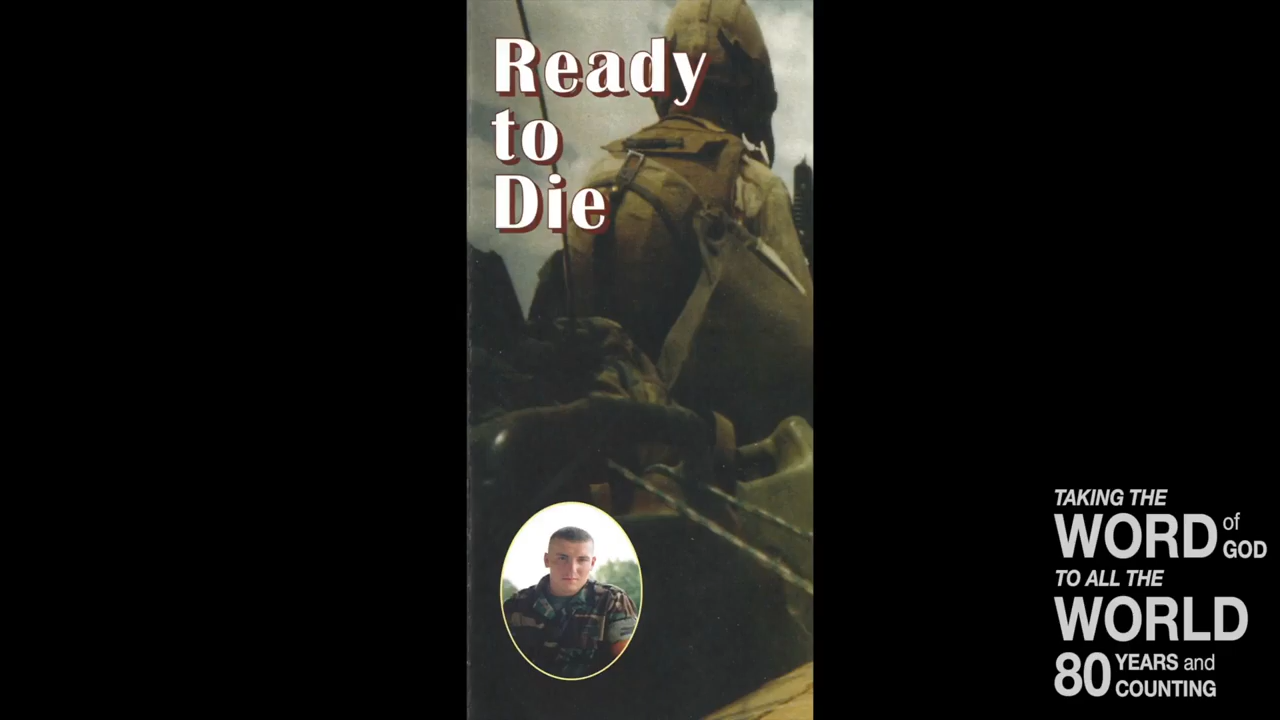 Ready
to
Die
TAKING THE
WORD of GOD
TO ALL THE
WORLD
80 YEARS and
COUNTING